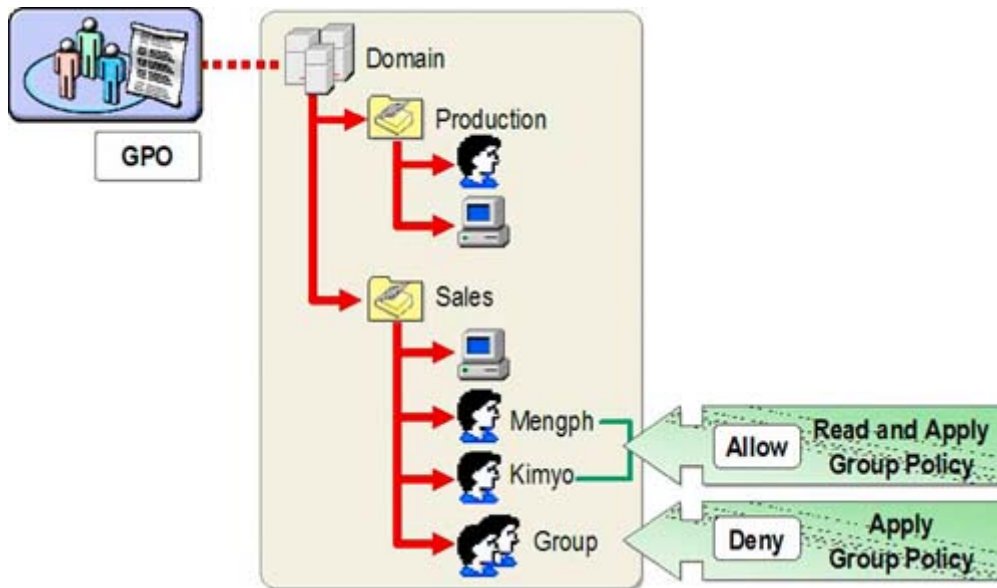 GPO
Domain
Production
Sales
Mengph
Kimyo
Group
Allow
Read and Apply
Group Policy
Deny
Apply
Group Policy